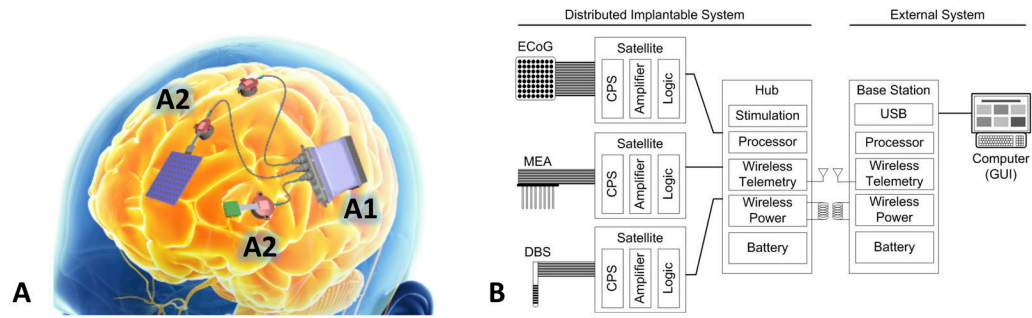 A2
A2
A1
A
Distributed Implantable System
External System
ECoG
Satellite
CPS
Amplifier
Logic
MEA
Satellite
CPS
Amplifier
Logic
DBS
Satellite
CPS
Amplifier
Logic
Hub
Stimulation
Processor
Wireless
Telemetry
Wireless
Power
Battery
Base Station
USB
Processor
Wireless
Telemetry
Wireless
Power
Battery
Computer
(GUI)
B